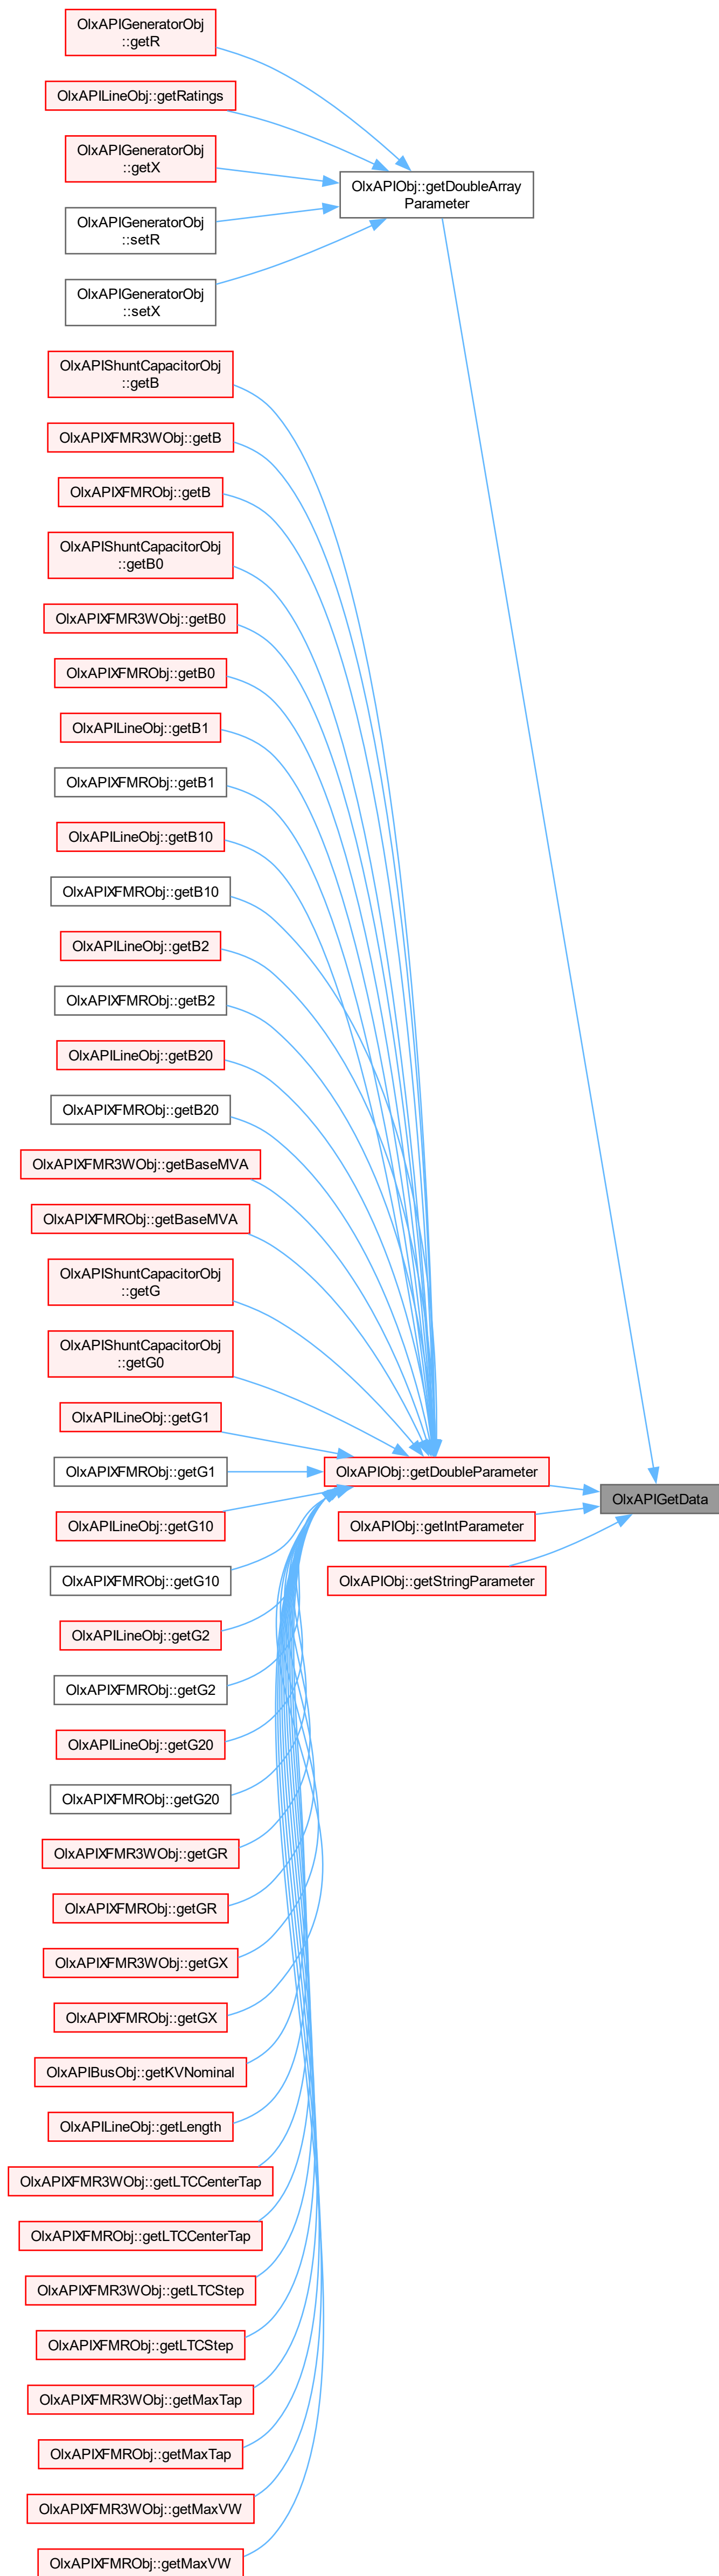 OlxAPIGeneratorObj
::getR
OlxAPILineObj::getRatings
OlxAPIGeneratorObj
::getX
OlxAPIObj::getDoubleArray
Parameter
OlxAPIGeneratorObj
::setR
OlxAPIGeneratorObj
::setX
OlxAPIShuntCapacitorObj
::getB
OlxAPIXFMR3WObj::getB
OlxAPIXFMRObj::getB
OlxAPIShuntCapacitorObj
::getB0
OlxAPIXFMR3WObj::getB0
OlxAPIXFMRObj::getB0
OlxAPILineObj::getB1
OlxAPIXFMRObj::getB1
OlxAPILineObj::getB10
OlxAPIXFMRObj::getB10
OlxAPILineObj::getB2
OlxAPIXFMRObj::getB2
OlxAPILineObj::getB20
OlxAPIXFMRObj::getB20
OlxAPIXFMR3WObj::getBaseMVA
OlxAPIXFMRObj::getBaseMVA
OlxAPIShuntCapacitorObj
::getG
OlxAPIShuntCapacitorObj
::getG0
OlxAPILineObj::getG1
OlxAPIXFMRObj::getG1
OlxAPIObj::getDoubleParameter
OlxAPIGetData
OlxAPILineObj::getG10
OlxAPIObj::getIntParameter
OlxAPIXFMRObj::getG10
OlxAPIObj::getStringParameter
OlxAPILineObj::getG2
OlxAPIXFMRObj::getG2
OlxAPILineObj::getG20
OlxAPIXFMRObj::getG20
OlxAPIXFMR3WObj::getGR
OlxAPIXFMRObj::getGR
OlxAPIXFMR3WObj::getGX
OlxAPIXFMRObj::getGX
OlxAPIBusObj::getKVNominal
OlxAPILineObj::getLength
OlxAPIXFMR3WObj::getLTCCenterTap
OlxAPIXFMRObj::getLTCCenterTap
OlxAPIXFMR3WObj::getLTCStep
OlxAPIXFMRObj::getLTCStep
OlxAPIXFMR3WObj::getMaxTap
OlxAPIXFMRObj::getMaxTap
OlxAPIXFMR3WObj::getMaxVW
OlxAPIXFMRObj::getMaxVW